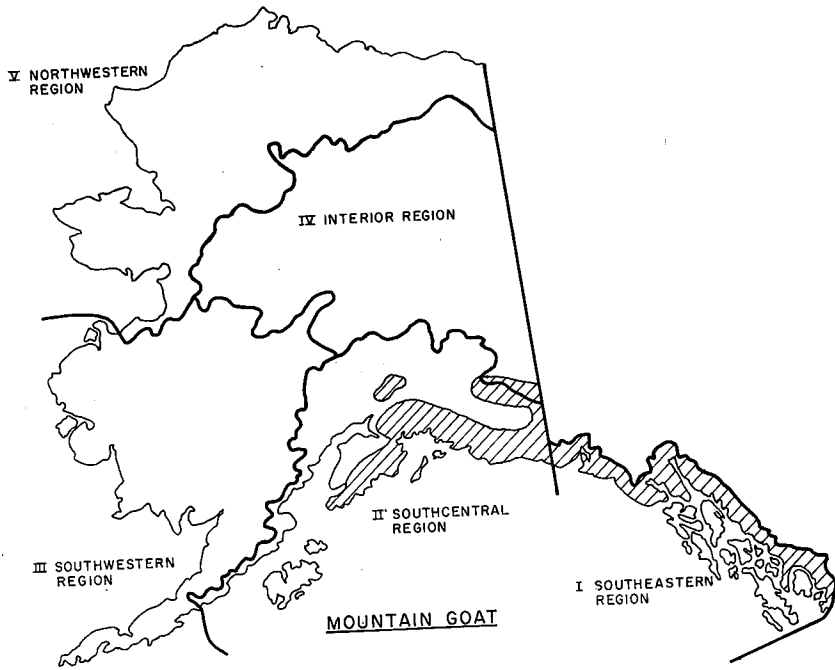 V NORTHWESTERN
REGION
IV INTERIOR REGION
II SOUTHCENTRAL
REGION
III SOUTHWESTERN
REGION
I SOUTHEASTERN
REGION
MOUNTAIN GOAT